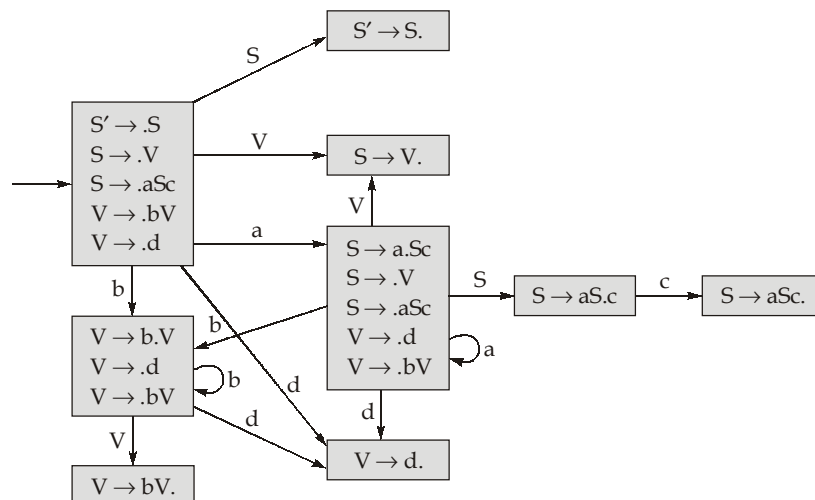 S′ → S.
S
S′ → .S
S → .V
S → .aSc
V → .bV
V → .d
V
S → V.
V
a
S → a.Sc
S → .V
S → .aSc
V → .d
V → .bV
S
S → aS.c
c
S → aSc.
a
b
b
V → b.V
V → .d
V → .bV
b
d
d
d
V
V → d.
V → bV.